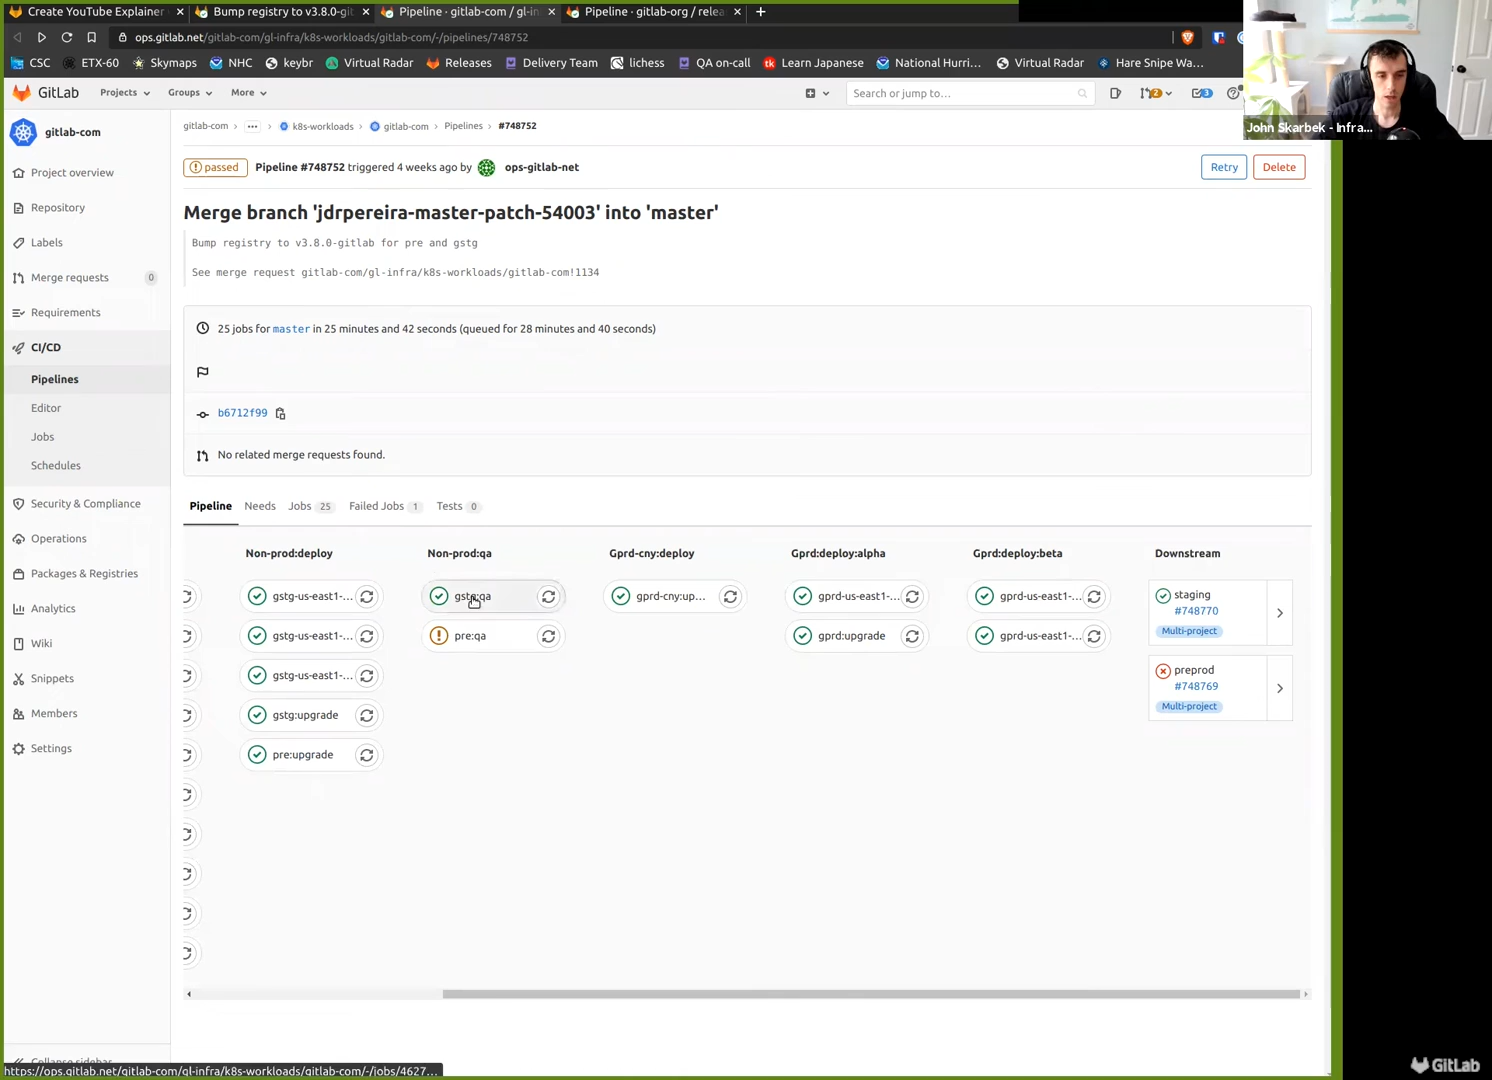 Create YouTube Explainer
Bump registry to v3.8.0-git
Pipeline · gitlab-com / gl-in
Pipeline · gitlab-org / relea
ops.gitlab.net/gitlab-com/gl-infra/k8s-workloads/gitlab-com/-/pipelines/748752
CSC
ETX-60
Skymaps
NHC
keybr
Virtual Radar
Releases
Delivery Team
lichess
QA on-call
Learn Japanese
National Hurri…
Virtual Radar
Hare Snipe Wa…
GitLab
Projects
Groups
More
Search or jump to…
2
3
John Skarbek - Infra...
gitlab-com
Project overview
Repository
Labels
Merge requests 0
Requirements
CI/CD
Pipelines
Editor
Jobs
Schedules
Security & Compliance
Operations
Packages & Registries
Analytics
Wiki
Snippets
Members
Settings
gitlab-com > ... > k8s-workloads > gitlab-com > Pipelines > #748752
passed Pipeline #748752 triggered 4 weeks ago by ops-gitlab-net
Retry
Delete
Merge branch 'jdrpereira-master-patch-54003' into 'master'
Bump registry to v3.8.0-gitlab for pre and gstg
See merge request gitlab-com/gl-infra/k8s-workloads/gitlab-com!1134
25 jobs for master in 25 minutes and 42 seconds (queued for 28 minutes and 40 seconds)
b6712f99
No related merge requests found.
Pipeline
Needs
Jobs 25
Failed Jobs 1
Tests 0
Non-prod:deploy
gstg-us-east1-...
gstg-us-east1-...
gstg-us-east1-...
gstg:upgrade
pre:upgrade
Non-prod:qa
gstg:qa
pre:qa
Gprd-cny:deploy
gprd-cny:up...
Gprd:deploy:alpha
gprd-us-east1-...
gprd:upgrade
Gprd:deploy:beta
gprd-us-east1-...
gprd-us-east1-...
Downstream
staging
#748770
Multi-project
preprod
#748769
Multi-project
Collapse sidebar
https://ops.gitlab.net/gitlab-com/gl-infra/k8s-workloads/gitlab-com/-/jobs/4627...
GitLab